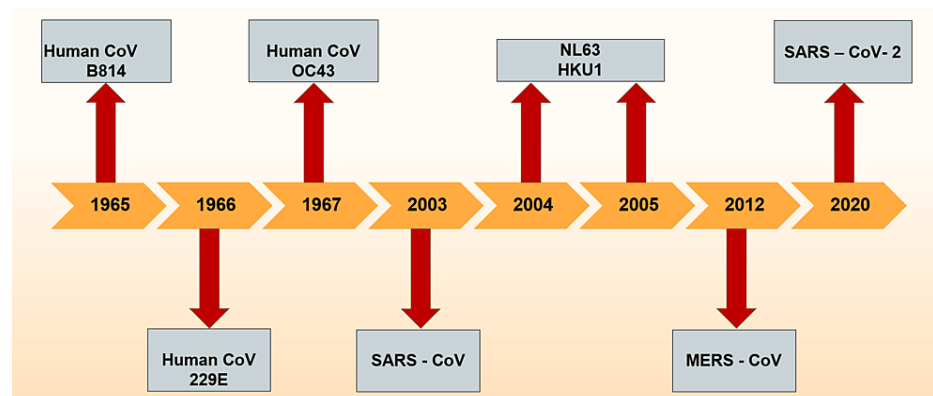 Human CoV
B814
Human CoV
OC43
NL63
HKU1
SARS – CoV- 2
1965
1966
1967
2003
2004
2005
2012
2020
Human CoV
229E
SARS - CoV
MERS - CoV